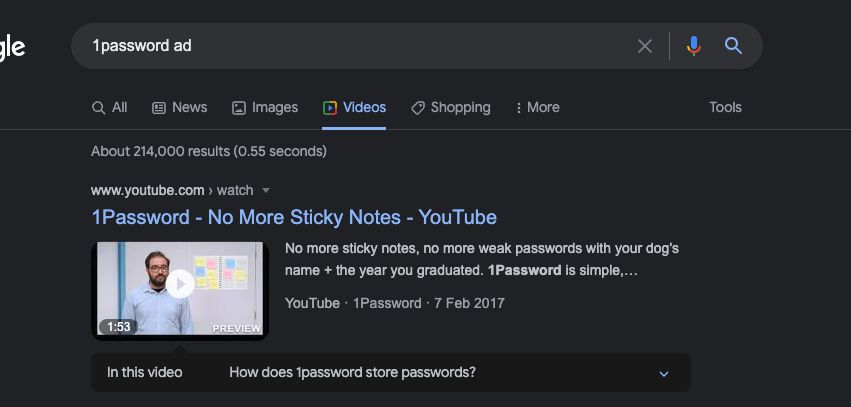 gle
1password ad
All News Images Videos Shopping More Tools
About 214,000 results (0.55 seconds)
www.youtube.com › watch
1Password - No More Sticky Notes - YouTube
No more sticky notes, no more weak passwords with your dog's
name + the year you graduated. 1Password is simple,...
YouTube · 1Password · 7 Feb 2017
1:53 PREVIEW
In this video How does 1password store passwords?